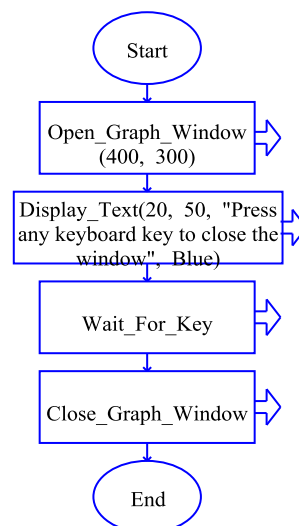 Start
Open_Graph_Window
(400, 300)
Display_Text(20, 50, "Press
any keyboard key to close the
window", Blue)
Wait_For_Key
Close_Graph_Window
End